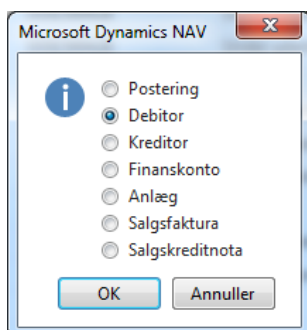 Microsoft Dynamics NAV
Postering
Debitor
Kreditor
Finanskonto
Anlæg
Salgsfaktura
Salgskreditnota
OK
Annuller